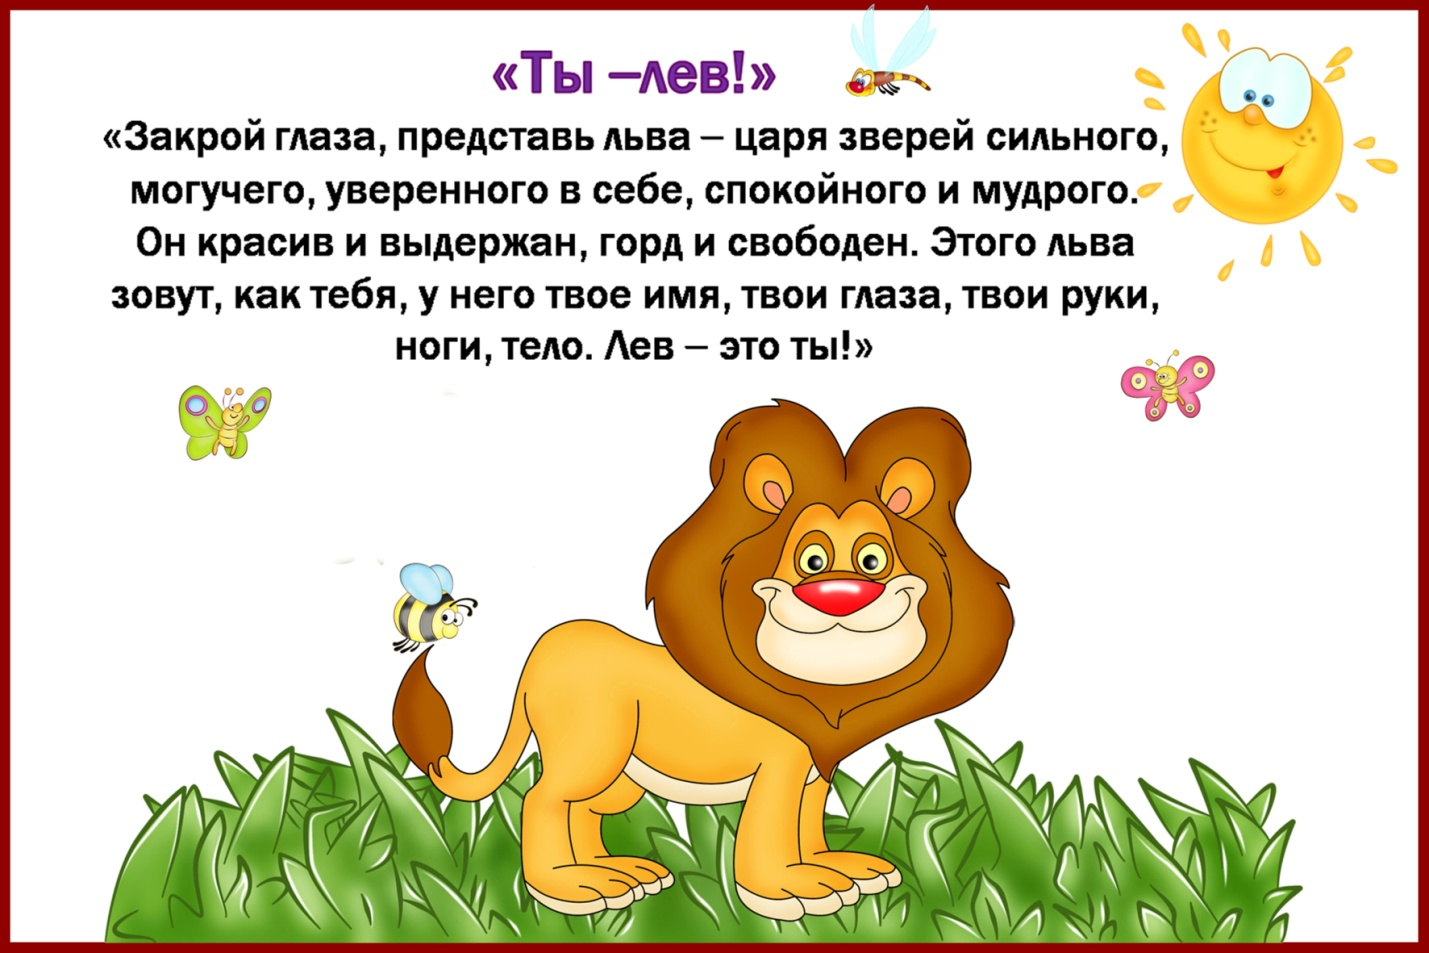 «Ты –лев!»
«Закрой глаза, представь льва – царя зверей сильного,
могучего, уверенного в себе, спокойного и мудрого.
Он красив и выдержан, горд и свободен. Этого льва
зовут, как тебя, у него твое имя, твои глаза, твои руки,
ноги, тело. Лев – это ты!»